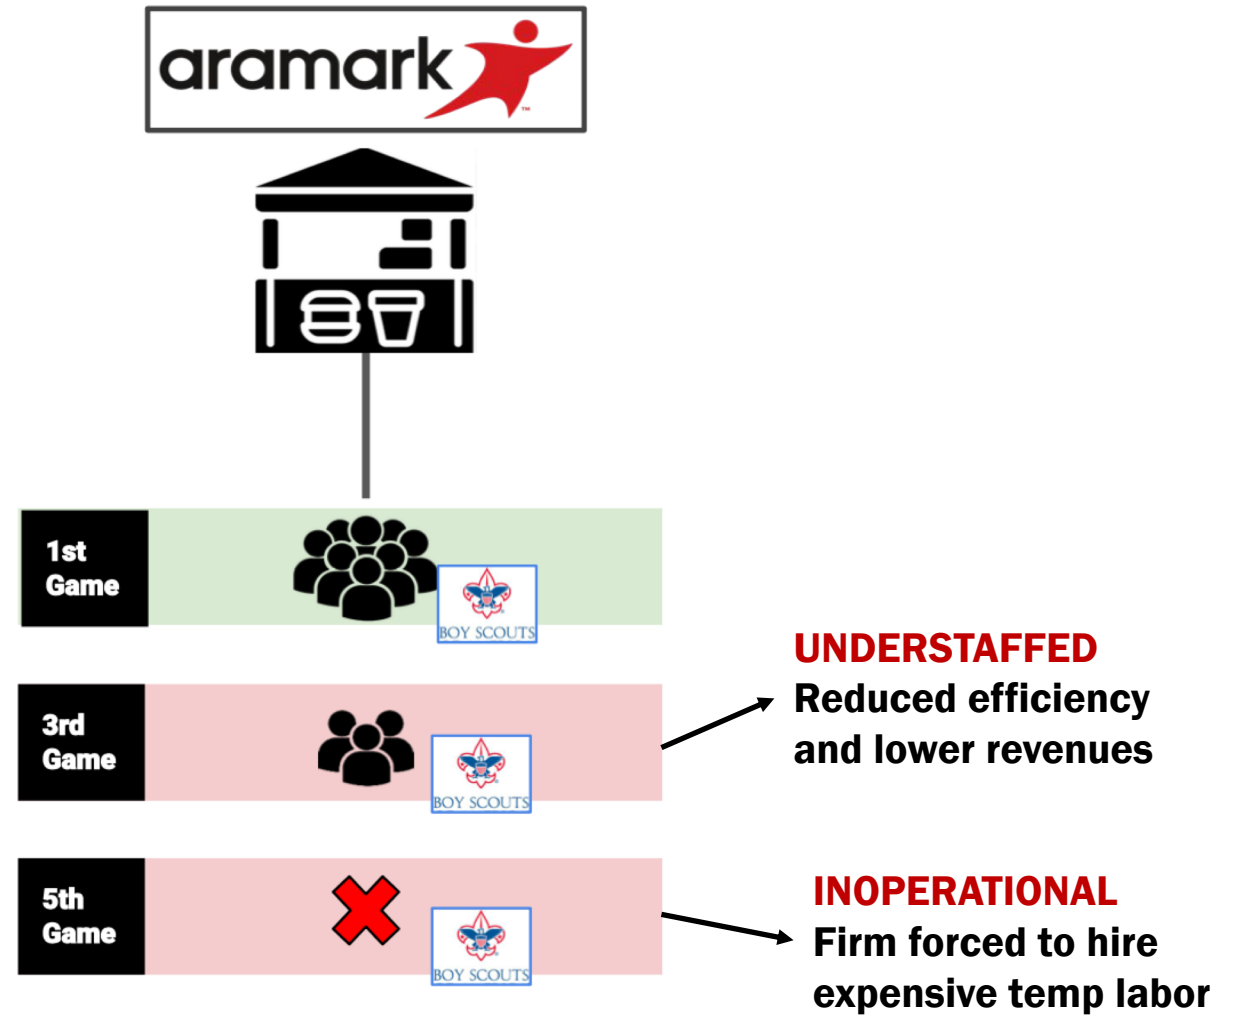 aramark
TM
1st
Game
BOY SCOUTS
UNDERSTAFFED
Reduced efficiency
and lower revenues
3rd
Game
BOY SCOUTS
INOPERATIONAL
Firm forced to hire
expensive temp labor
5th
Game
BOY SCOUTS